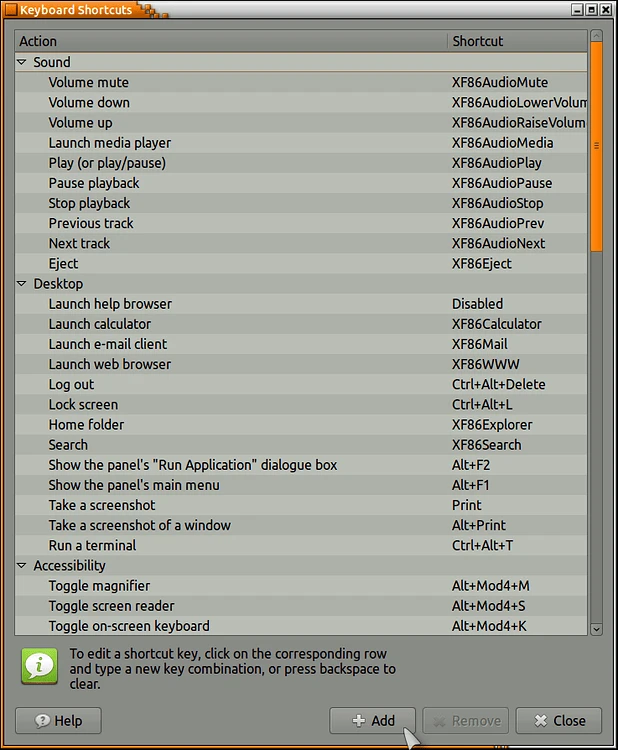 Keyboard Shortcuts
Action Shortcut
Sound
Volume mute XF86AudioMute
Volume down XF86AudioLowerVolum
Volume up XF86AudioRaiseVolum
Launch media player XF86AudioMedia
Play (or play/pause) XF86AudioPlay
Pause playback XF86AudioPause
Stop playback XF86AudioStop
Previous track XF86AudioPrev
Next track XF86AudioNext
Eject XF86Eject
Desktop
Launch help browser Disabled
Launch calculator XF86Calculator
Launch e-mail client XF86Mail
Launch web browser XF86WWW
Log out Ctrl+Alt+Delete
Lock screen Ctrl+Alt+L
Home folder XF86Explorer
Search XF86Search
Show the panel's "Run Application" dialogue box Alt+F2
Show the panel's main menu Alt+F1
Take a screenshot Print
Take a screenshot of a window Alt+Print
Run a terminal Ctrl+Alt+T
Accessibility
Toggle magnifier Alt+Mod4+M
Toggle screen reader Alt+Mod4+S
Toggle on-screen keyboard Alt+Mod4+K
To edit a shortcut key, click on the corresponding row
and type a new key combination, or press backspace to
clear.
Help Add Remove Close